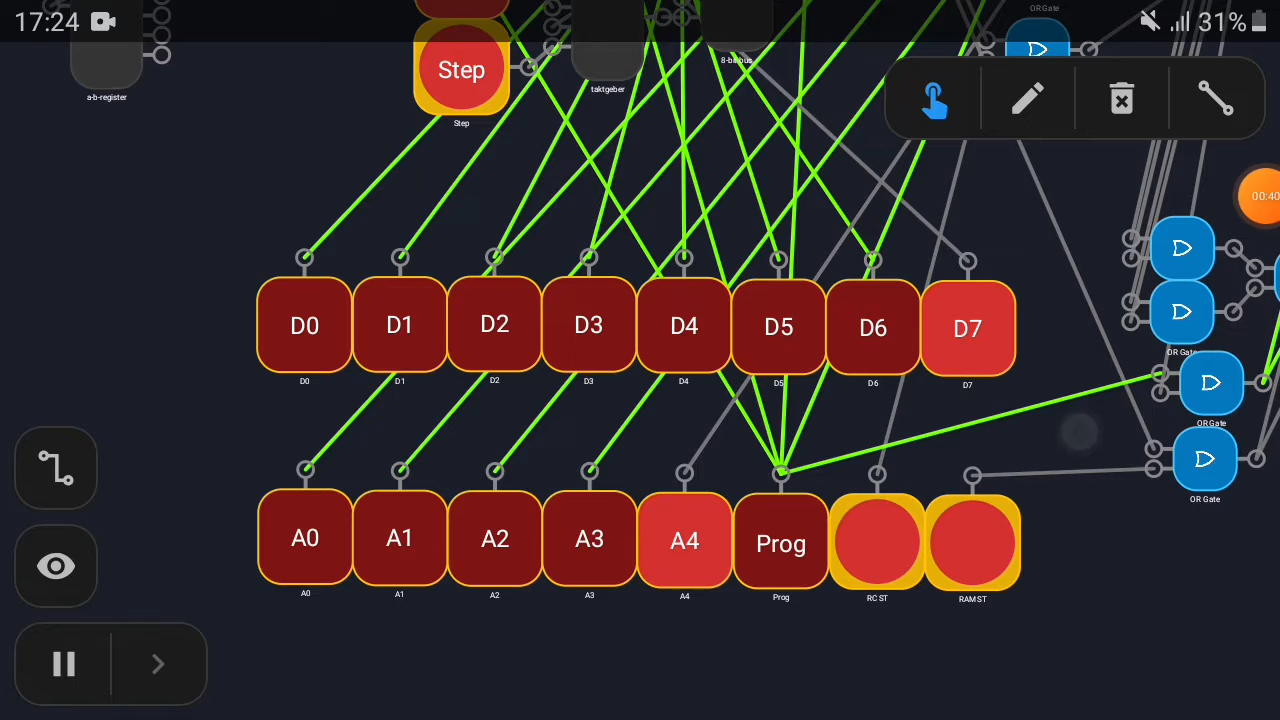 17:24
31%
OR Gate
Step
8-bit bus
a-b-register
taktgeber
Step
00:40
D0 D1 D2 D3 D4 D5 D6 D7
OR Gate
D0 D1 D2 D3 D4 D5 D6 D7
OR Gate
OR Gate
A0 A1 A2 A3 A4 Prog
A0 A1 A2 A3 A4 Prog RC ST RAM ST